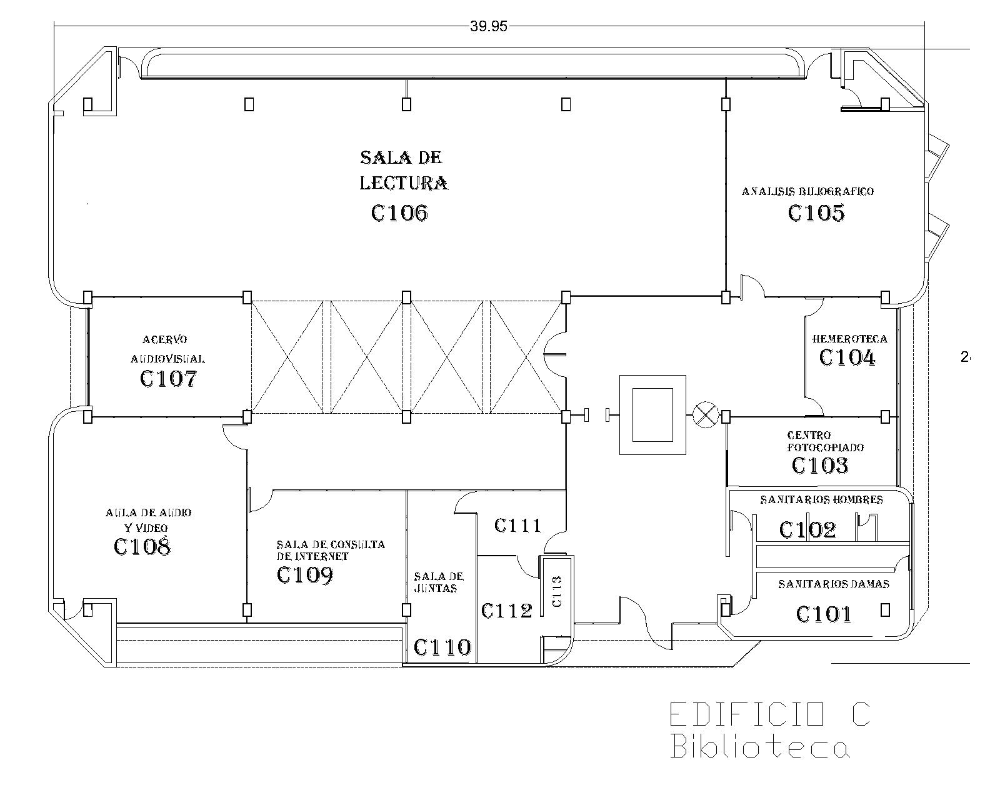 39.95
SALA DE
LECTURA
C106
ANALISIS BILIOGRAFICO
C105
ACERVO
AUDIOVISUAL
C107
HEMEROTECA
C104
CENTRO
FOTOCOPIADO
C103
SANITARIOS HOMBRES
C102
AULA DE AUDIO
Y VIDEO
C108
SALA DE CONSULTA
DE INTERNET
C109
C111
SALA DE
JUNTAS
C110
C112
C113
SANITARIOS DAMAS
C101
EDIFICIO C
Biblioteca